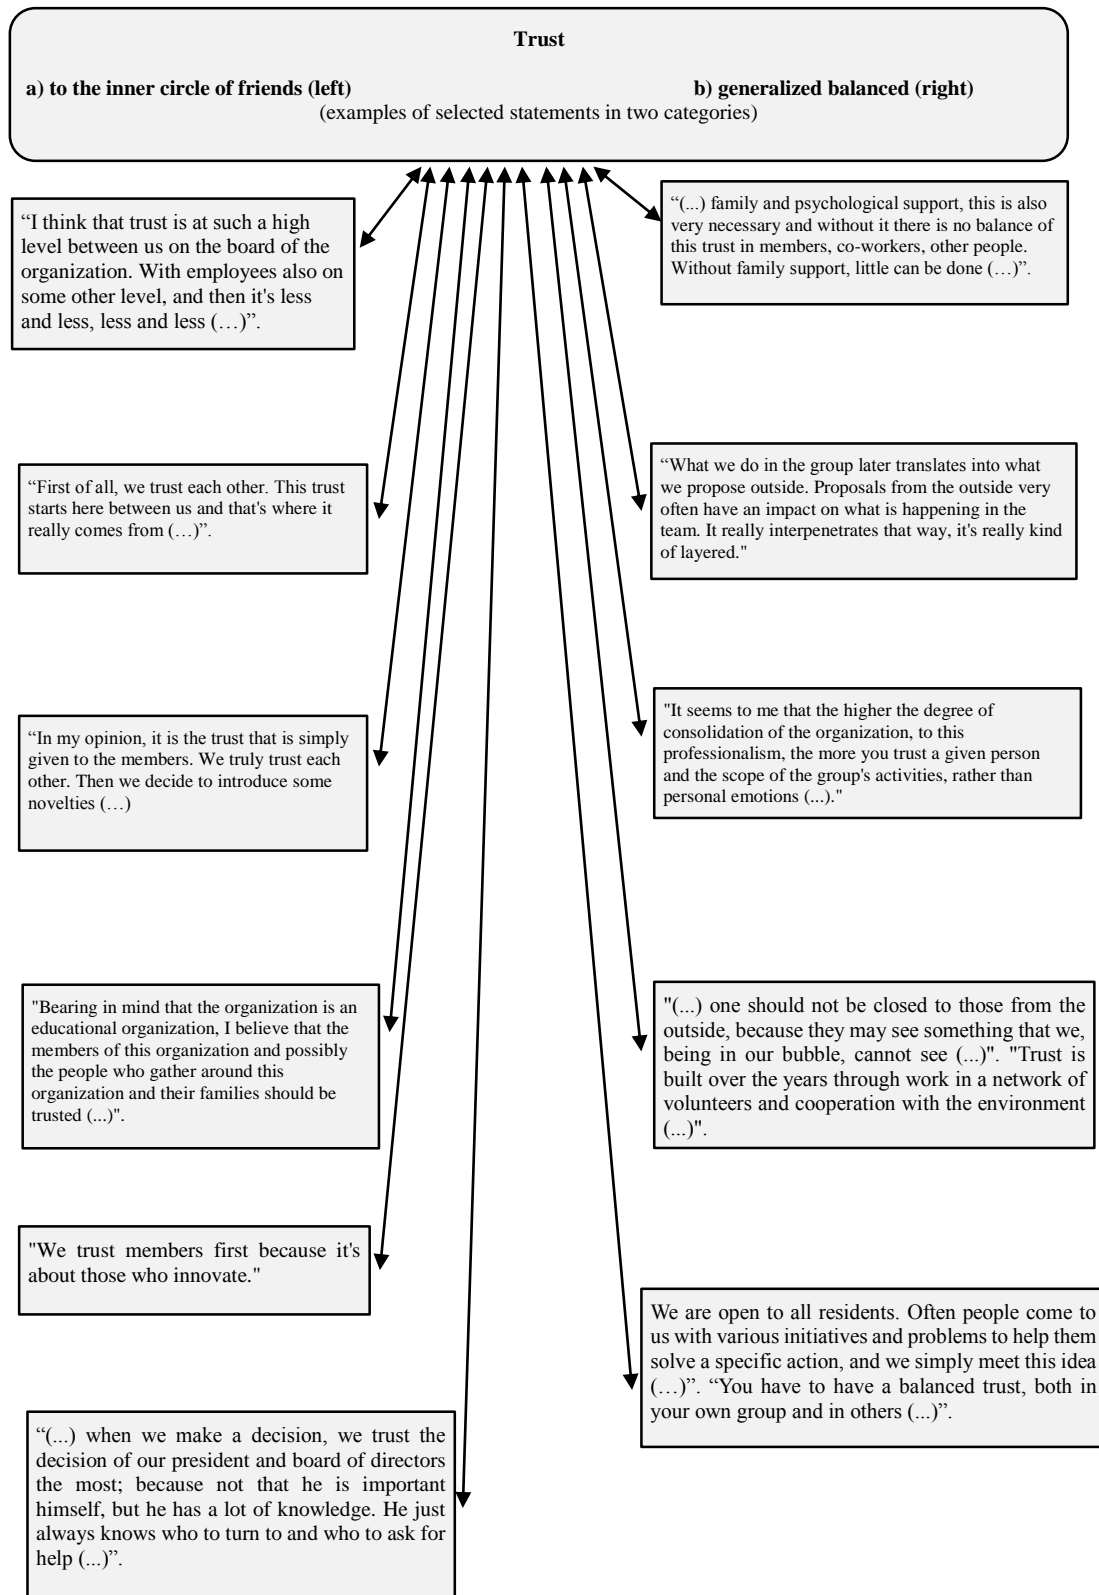 Trust
a) to the inner circle of friends (left) b) generalized balanced (right)
(examples of selected statements in two categories)
“I think that trust is at such a high
level between us on the board of the
organization. With employees also on
some other level, and then it's less
and less, less and less (…)”.
“First of all, we trust each other. This trust
starts here between us and that's where it
really comes from (…)”.
“In my opinion, it is the trust that is simply
given to the members. We truly trust each
other. Then we decide to introduce some
novelties (…)
"Bearing in mind that the organization is an
educational organization, I believe that the
members of this organization and possibly
the people who gather around this
organization and their families should be
trusted (...)".
"We trust members first because it's
about those who innovate."
“(...) when we make a decision, we trust the
decision of our president and board of directors
the most; because not that he is important
himself, but he has a lot of knowledge. He just
always knows who to turn to and who to ask for
help (...)”.
“(...) family and psychological support, this is also
very necessary and without it there is no balance of
this trust in members, co-workers, other people.
Without family support, little can be done (…)”.
“What we do in the group later translates into what
we propose outside. Proposals from the outside very
often have an impact on what is happening in the
team. It really interpenetrates that way, it's really kind
of layered."
"It seems to me that the higher the degree of
consolidation of the organization, to this
professionalism, the more you trust a given person
and the scope of the group's activities, rather than
personal emotions (...)."
"(...) one should not be closed to those from the
outside, because they may see something that we,
being in our bubble, cannot see (...)". "Trust is
built over the years through work in a network of
volunteers and cooperation with the environment
(...)".
We are open to all residents. Often people come to
us with various initiatives and problems to help them
solve a specific action, and we simply meet this idea
(…)”. “You have to have a balanced trust, both in
your own group and in others (...)”.